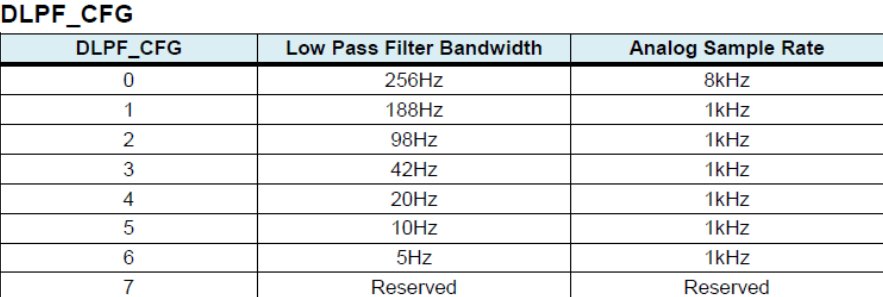 DLPF_CFG
DLPF_CFG Low Pass Filter Bandwidth Analog Sample Rate
0 256Hz 8kHz
1 188Hz 1kHz
2 98Hz 1kHz
3 42Hz 1kHz
4 20Hz 1kHz
5 10Hz 1kHz
6 5Hz 1kHz
7 Reserved Reserved